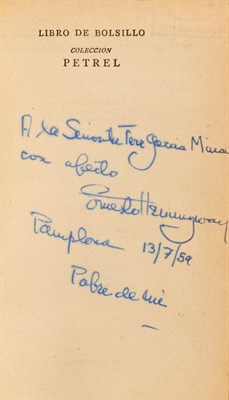 LIBRO DE BOLSILLO
COLECCION
PETREL
A la Señorita Tere Garcia Mina
con afecto
Ernesto Hemingway
Pamplona 13/7/59
Pobre de mi